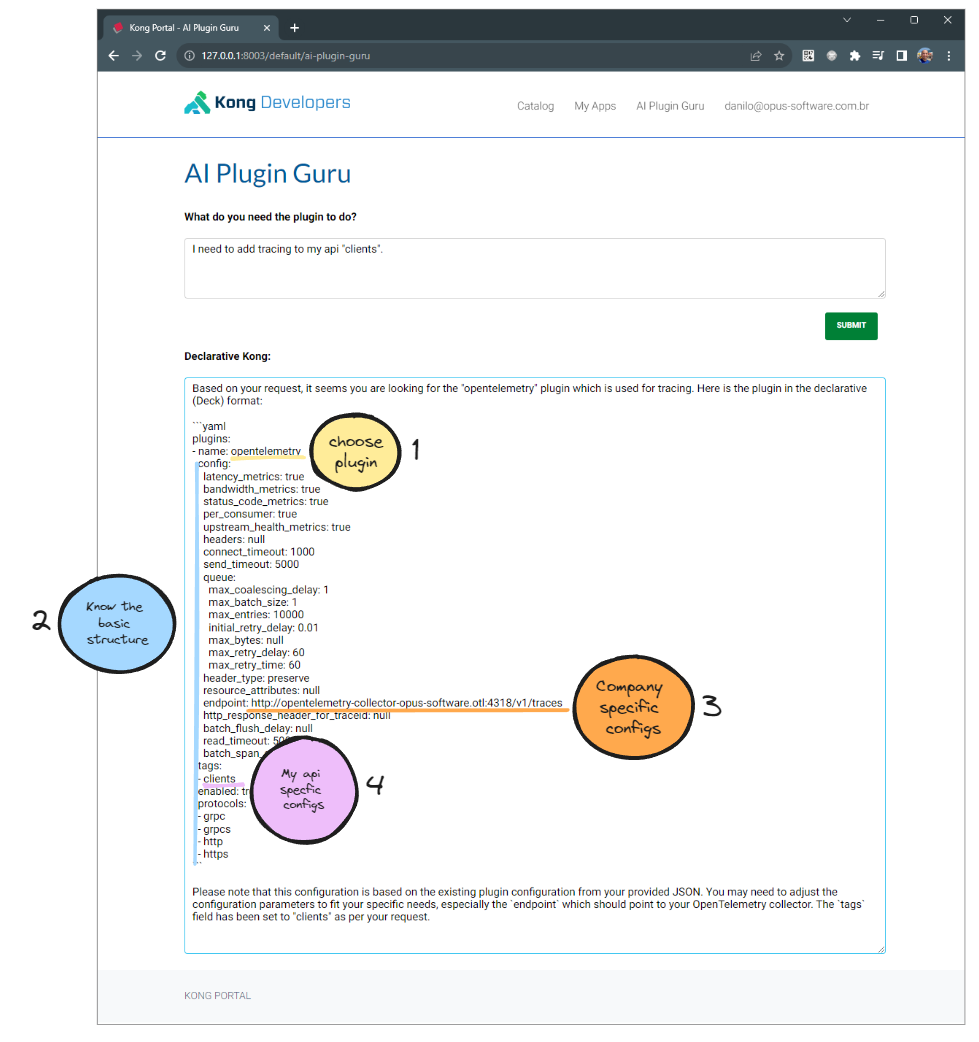 Kong Portal - AI Plugin Guru
127.0.0.1:8003/default/ai-plugin-guru
Kong Developers
Catalog My Apps AI Plugin Guru danilo@opus-software.com.br
AI Plugin Guru
What do you need the plugin to do?
I need to add tracing to my api "clients".
SUBMIT
Declarative Kong:
Based on your request, it seems you are looking for the "opentelemetry" plugin which is used for tracing. Here is the plugin in the declarative
(Deck) format:
```yaml
plugins:
- name: opentelemetry
config:
latency_metrics: true
bandwidth_metrics: true
status_code_metrics: true
per_consumer: true
upstream_health_metrics: true
headers: null
connect_timeout: 1000
send_timeout: 5000
queue:
max_coalescing_delay: 1
max_batch_size: 1
max_entries: 10000
initial_retry_delay: 0.01
max_bytes: null
max_retry_delay: 60
max_retry_time: 60
header_type: preserve
resource_attributes: null
endpoint: http://opentelemetry-collector-opus-software.otl:4318/v1/traces
http_response_header_for_traceid: null
batch_flush_delay: null
read_timeout:
batch_span_
tags:
- clients
enabled:
protocols:
- grpc
- grpcs
- http
- https
```
choose
plugin
1
2
Know the
basic
structure
Company
specific
configs
3
My api
specfic
configs
4
Please note that this configuration is based on the existing plugin configuration from your provided JSON. You may need to adjust the
configuration parameters to fit your specific needs, especially the `endpoint` which should point to your OpenTelemetry collector. The `tags`
field has been set to "clients" as per your request.
KONG PORTAL